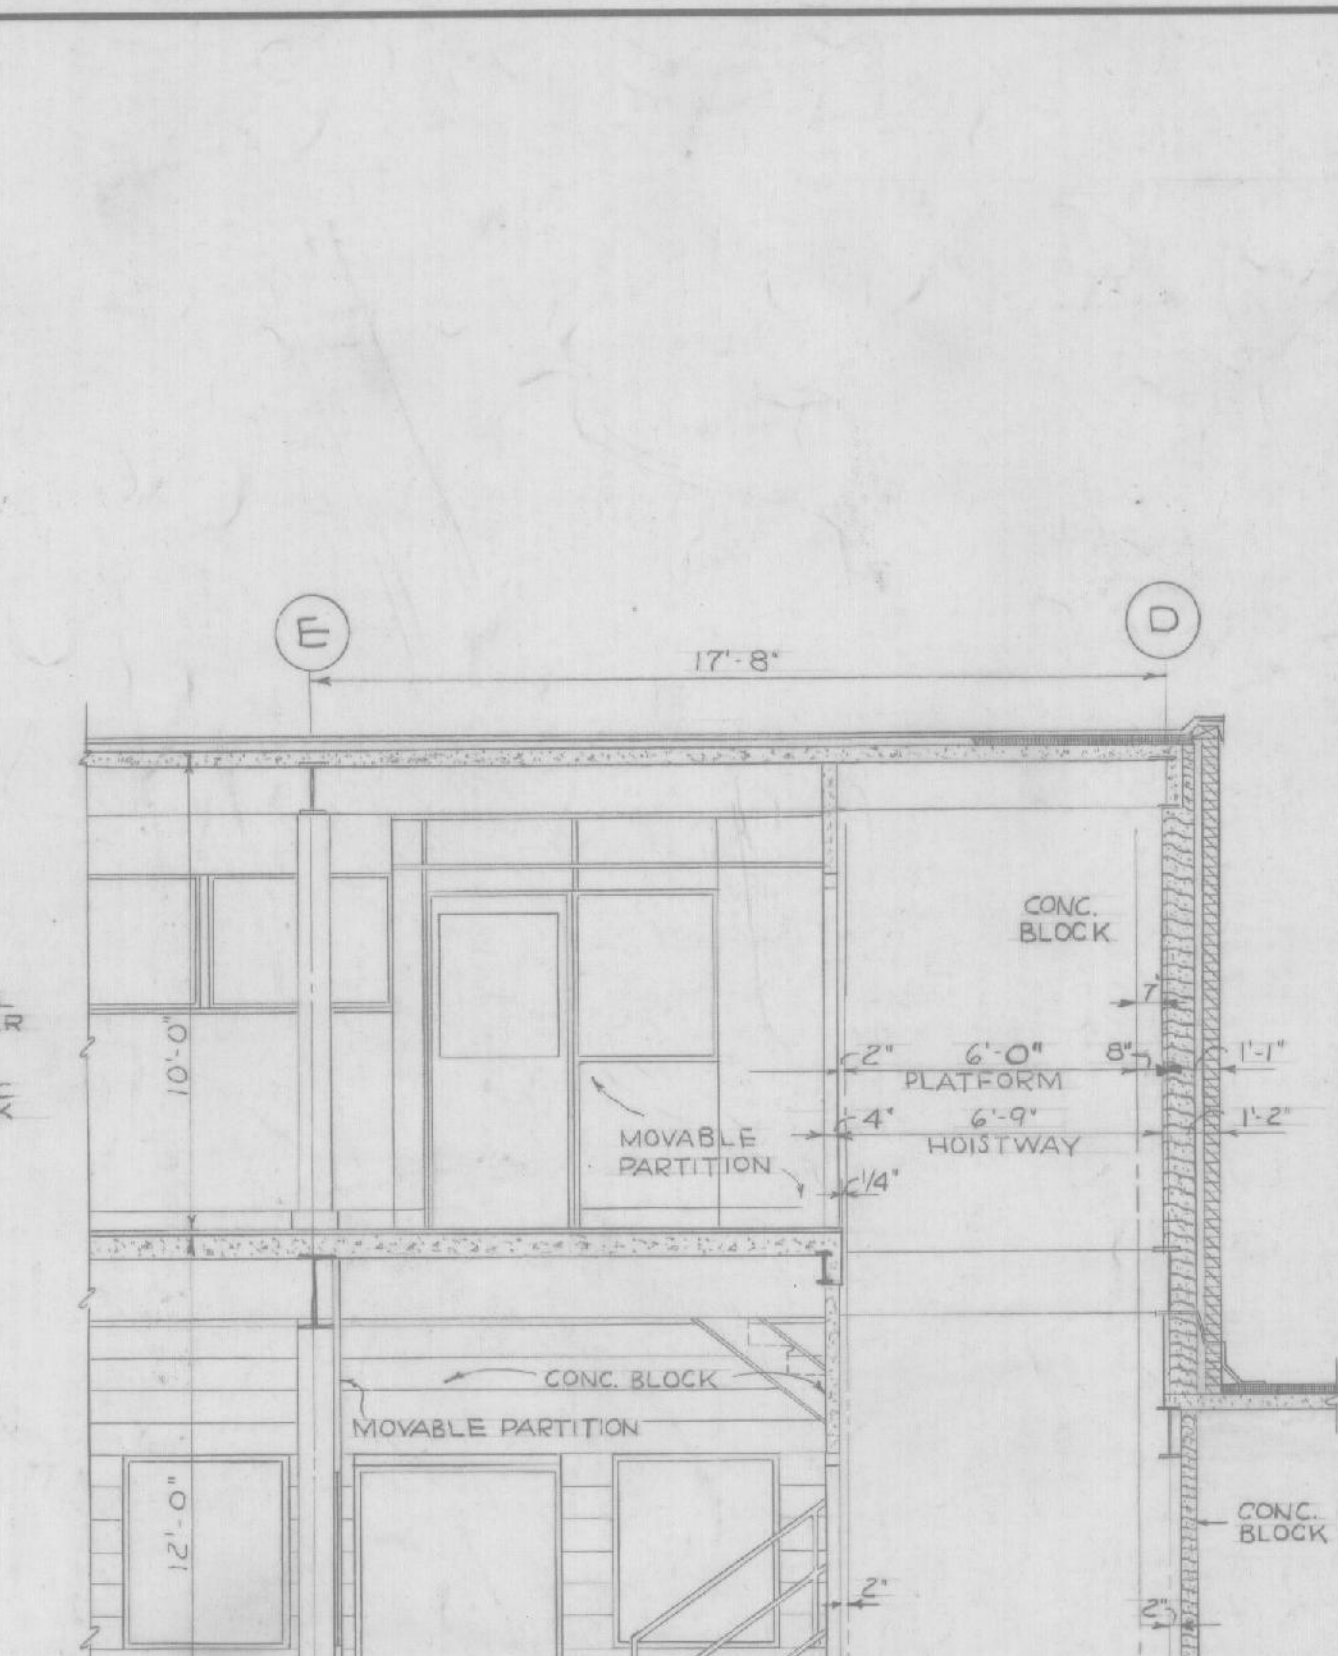 E
D
17'-8"
CONC.
BLOCK
7"
R
10'-0"
2"
6'-0"
8"
1'-1"
PLATFORM
4"
6'-9"
1'-2"
HOISTWAY
MOVABLE
PARTITION
1/4"
CONC. BLOCK
MOVABLE PARTITION
12'-0"
CONC.
BLOCK
2"
2"